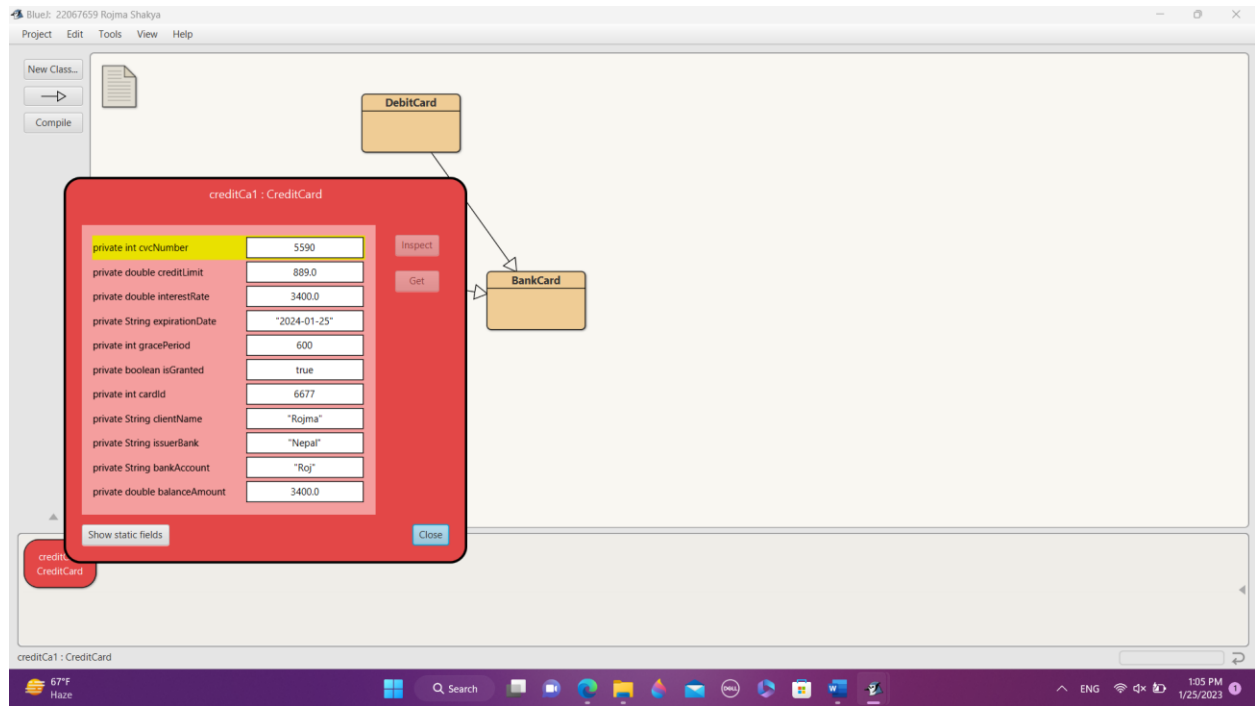 BlueJ: 22067659 Rojma Shakya
Project Edit Tools View Help
New Class...
Compile
DebitCard
BankCard
creditCa1 : CreditCard
private int cvcNumber 5590
private double creditLimit 889.0
private double interestRate 3400.0
private String expirationDate "2024-01-25"
private int gracePeriod 600
private boolean isGranted true
private int cardId 6677
private String clientName "Rojma"
private String issuerBank "Nepal"
private String bankAccount "Roj"
private double balanceAmount 3400.0
Inspect
Get
Show static fields
Close
CreditCard
creditCa1 : CreditCard
67°F
Haze
Search
DELL
W
ENG
1:05 PM
1/25/2023
1